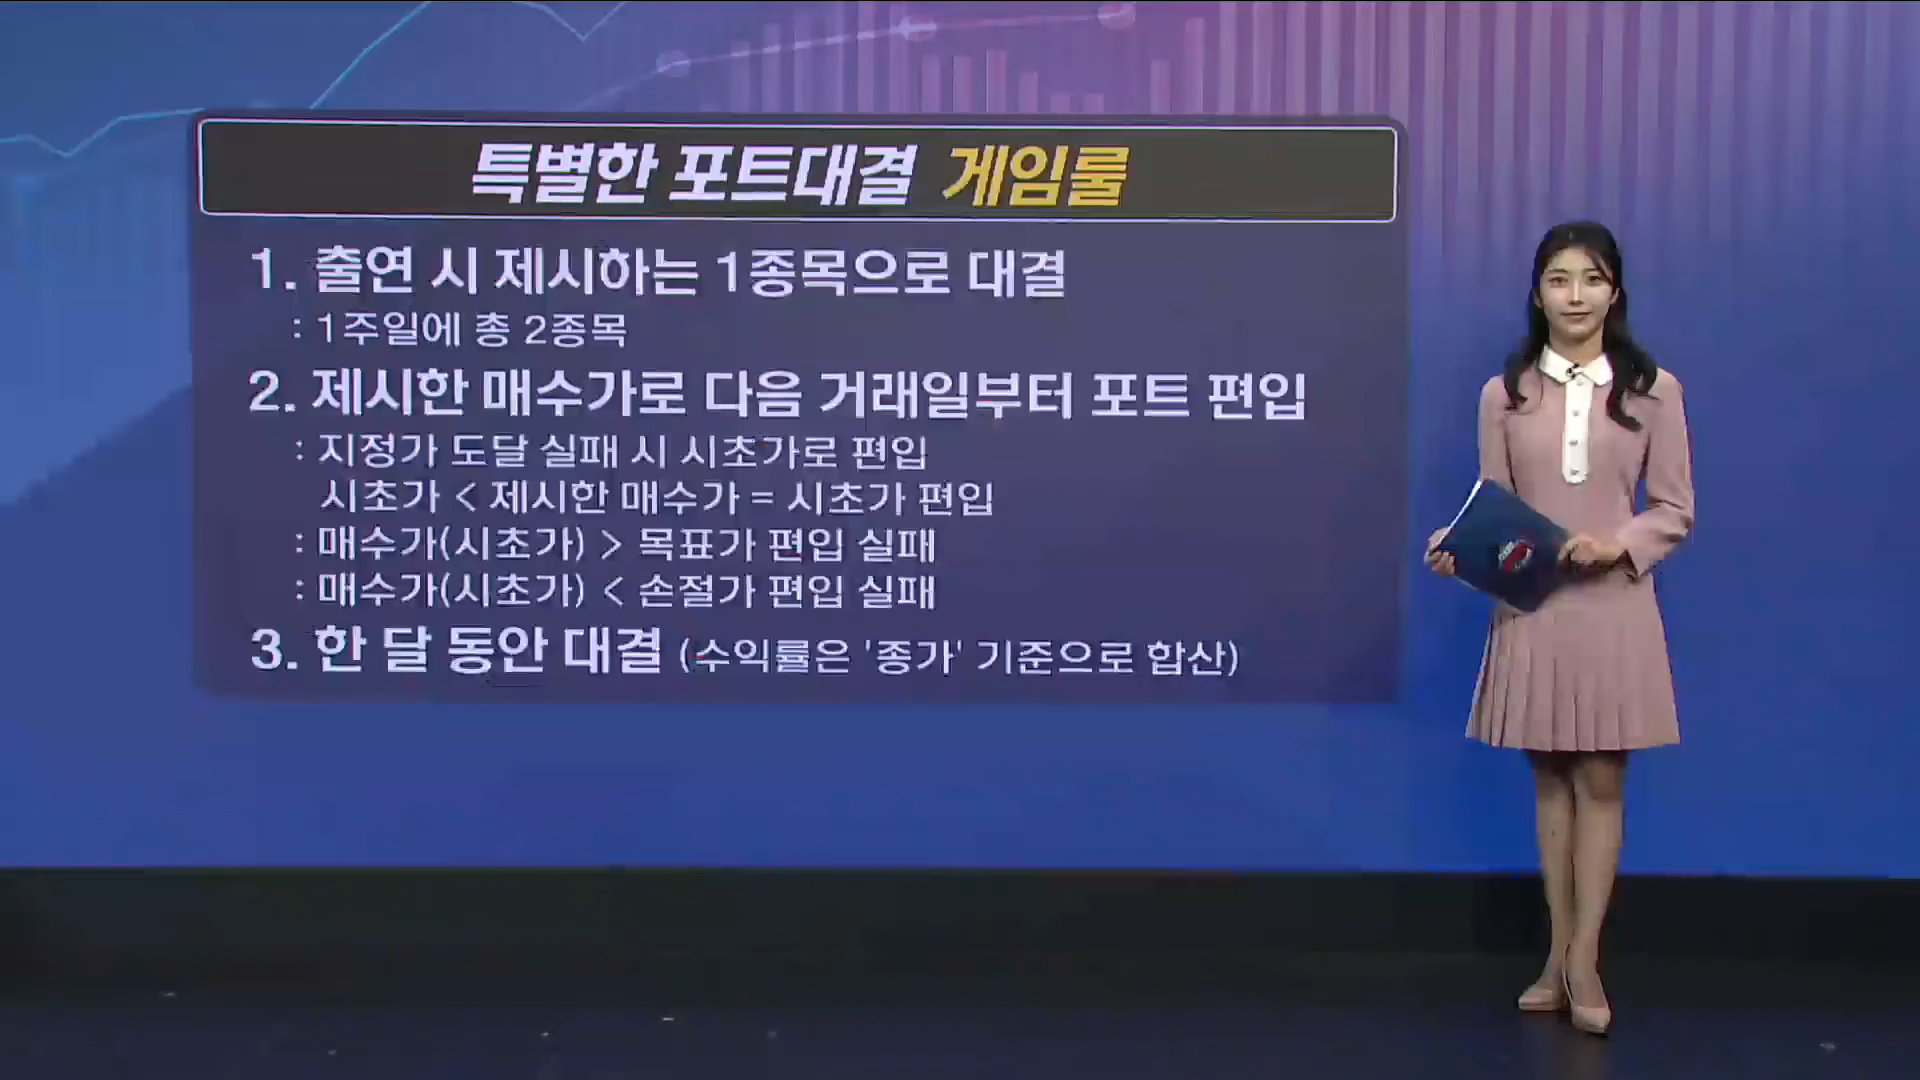 특별한 포트대결 게임룰
1. 출연 시 제시하는 1종목으로 대결
: 1주일에 총 2종목
2. 제시한 매수가로 다음 거래일부터 포트 편입
: 지정가 도달 실패 시 시초가로 편입
시초가 < 제시한 매수가 = 시초가 편입
: 매수가(시초가) > 목표가 편입 실패
: 매수가(시초가) < 손절가 편입 실패
3. 한 달 동안 대결 (수익률은 '종가' 기준으로 합산)